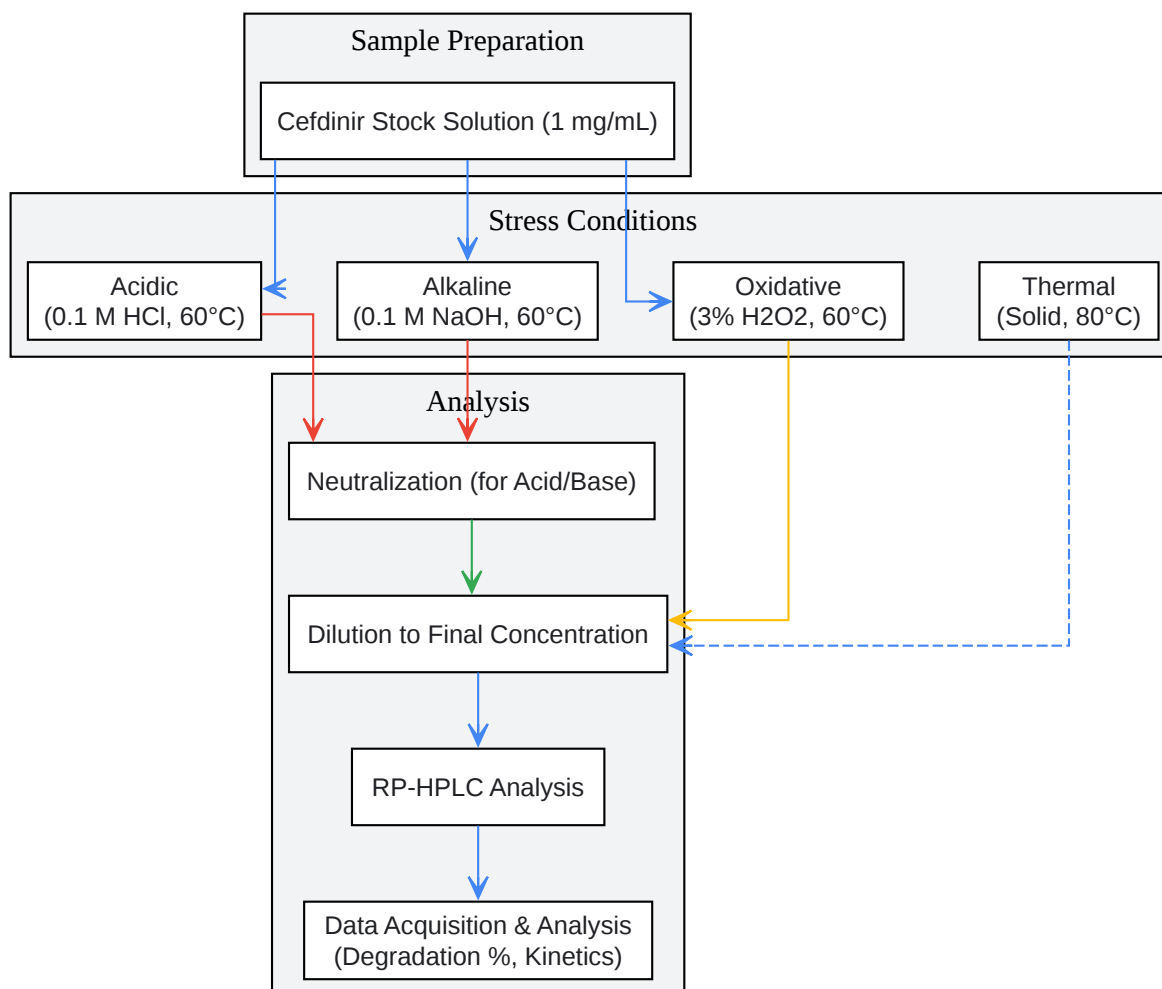 Sample Preparation
Cefdinir Stock Solution (1 mg/mL)
Stress Conditions
Acidic
(0.1 M HCl, 60°C)
Alkaline
(0.1 M NaOH, 60°C)
Oxidative
(3% H2O2, 60°C)
Thermal
(Solid, 80°C)
Analysis
Neutralization (for Acid/Base)
Dilution to Final Concentration
RP-HPLC Analysis
Data Acquisition & Analysis
(Degradation %, Kinetics)